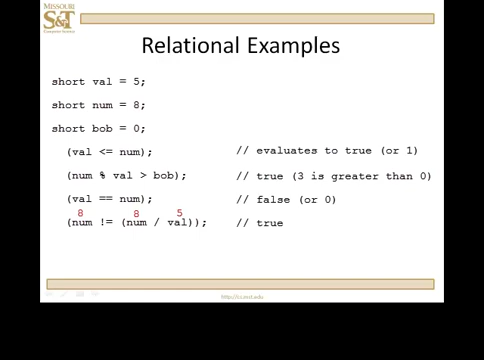 MISSOURI
S&T
Computer Science
Relational Examples
short val = 5;
short num = 8;
short bob = 0;
(val <= num); // evaluates to true (or 1)
(num % val > bob); // true (3 is greater than 0)
(val == num); // false (or 0)
8 8 5
(num != (num / val)); // true
http://cs.mst.edu